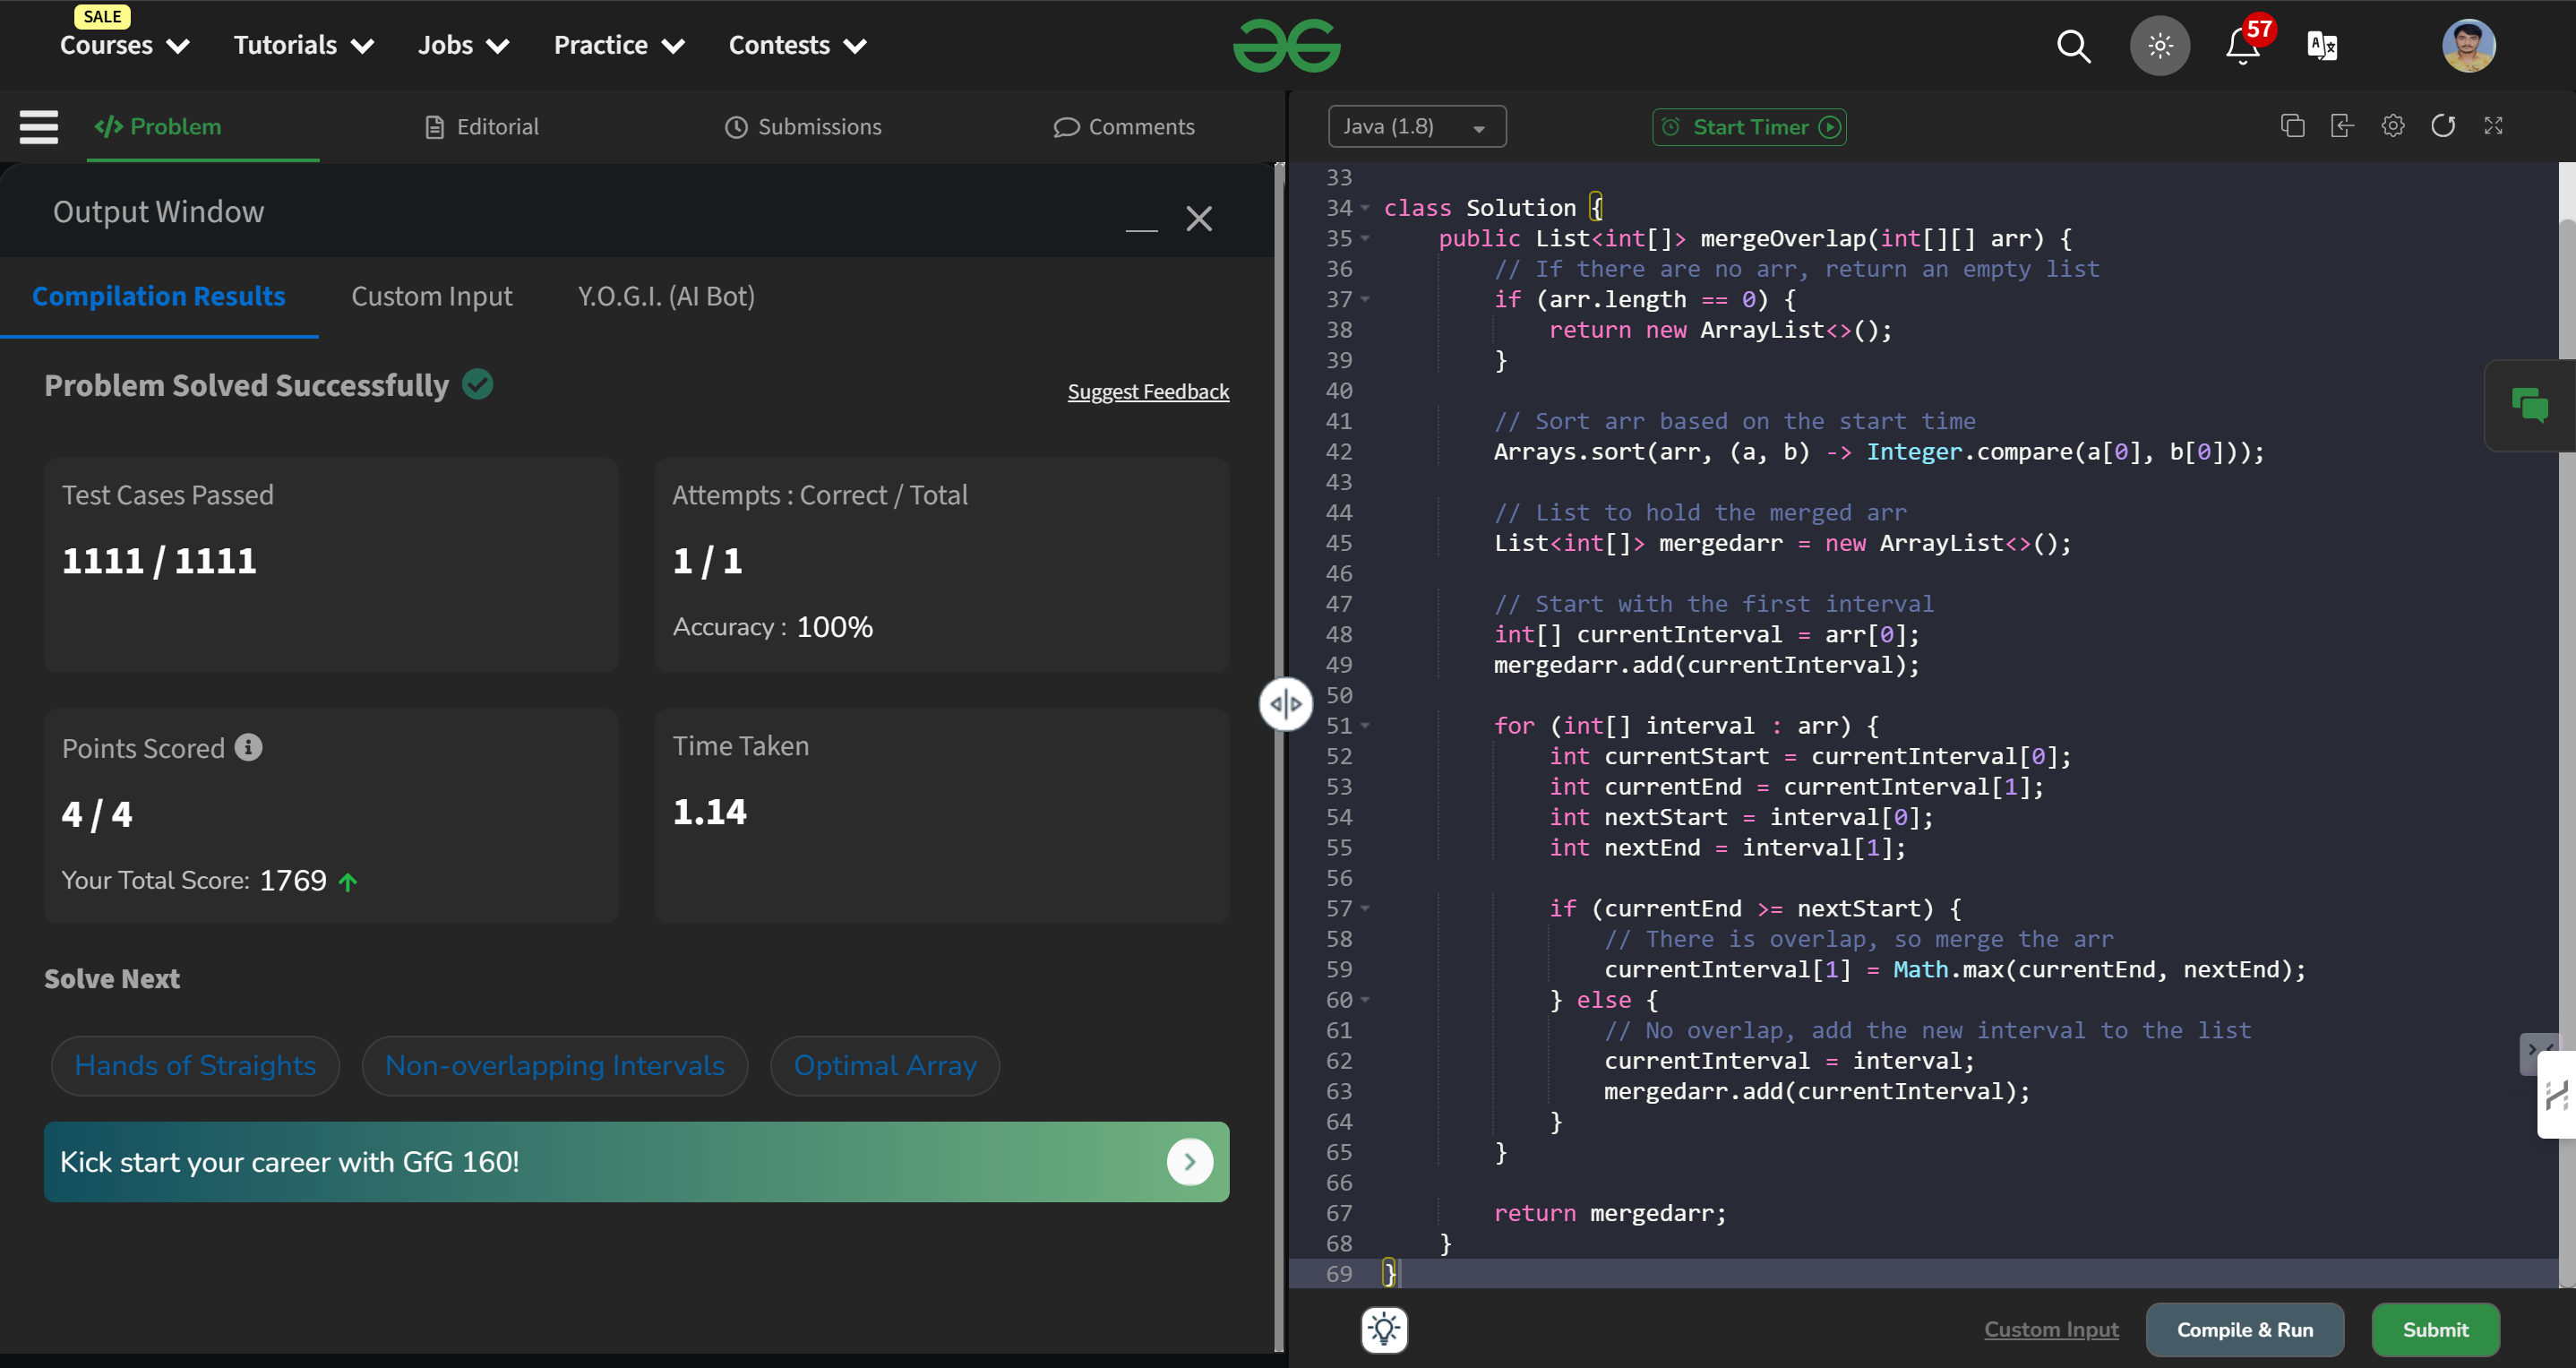 SALE
Courses Tutorials Jobs Practice Contests
57
Problem Editorial Submissions Comments
Output Window
Compilation Results Custom Input Y.O.G.I. (AI Bot)
Problem Solved Successfully
Suggest Feedback
Test Cases Passed
1111 / 1111
Attempts : Correct / Total
1 / 1
Accuracy : 100%
Points Scored
4 / 4
Your Total Score: 1769
Time Taken
1.14
Solve Next
Hands of Straights Non-overlapping Intervals Optimal Array
Kick start your career with GfG 160!
Java (1.8) Start Timer
33
34 class Solution {
35     public List<int[]> mergeOverlap(int[][] arr) {
36         // If there are no arr, return an empty list
37         if (arr.length == 0) {
38             return new ArrayList<>();
39         }
40
41         // Sort arr based on the start time
42         Arrays.sort(arr, (a, b) -> Integer.compare(a[0], b[0]));
43
44         // List to hold the merged arr
45         List<int[]> mergedarr = new ArrayList<>();
46
47         // Start with the first interval
48         int[] currentInterval = arr[0];
49         mergedarr.add(currentInterval);
50
51         for (int[] interval : arr) {
52             int currentStart = currentInterval[0];
53             int currentEnd = currentInterval[1];
54             int nextStart = interval[0];
55             int nextEnd = interval[1];
56
57             if (currentEnd >= nextStart) {
58                 // There is overlap, so merge the arr
59                 currentInterval[1] = Math.max(currentEnd, nextEnd);
60             } else {
61                 // No overlap, add the new interval to the list
62                 currentInterval = interval;
63                 mergedarr.add(currentInterval);
64             }
65         }
66
67         return mergedarr;
68     }
69 }
Custom Input Compile & Run Submit